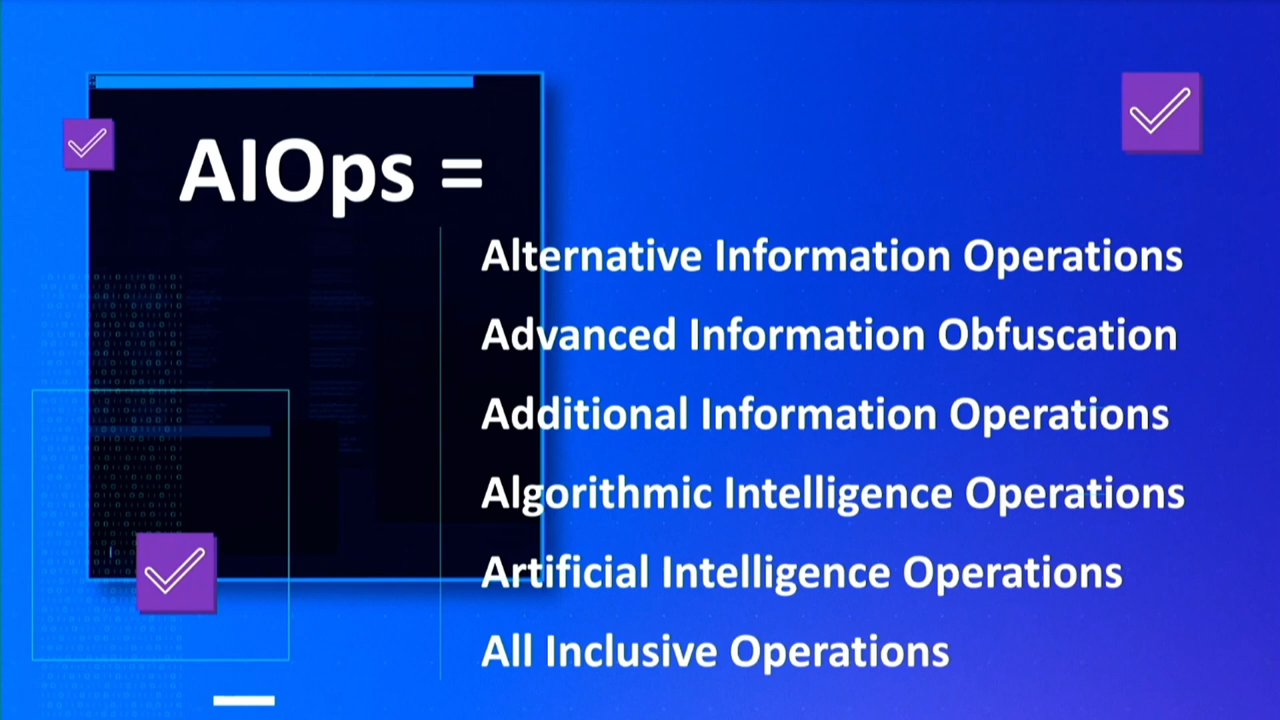 AIOps =
Alternative Information Operations
Advanced Information Obfuscation
Additional Information Operations
Algorithmic Intelligence Operations
Artificial Intelligence Operations
All Inclusive Operations